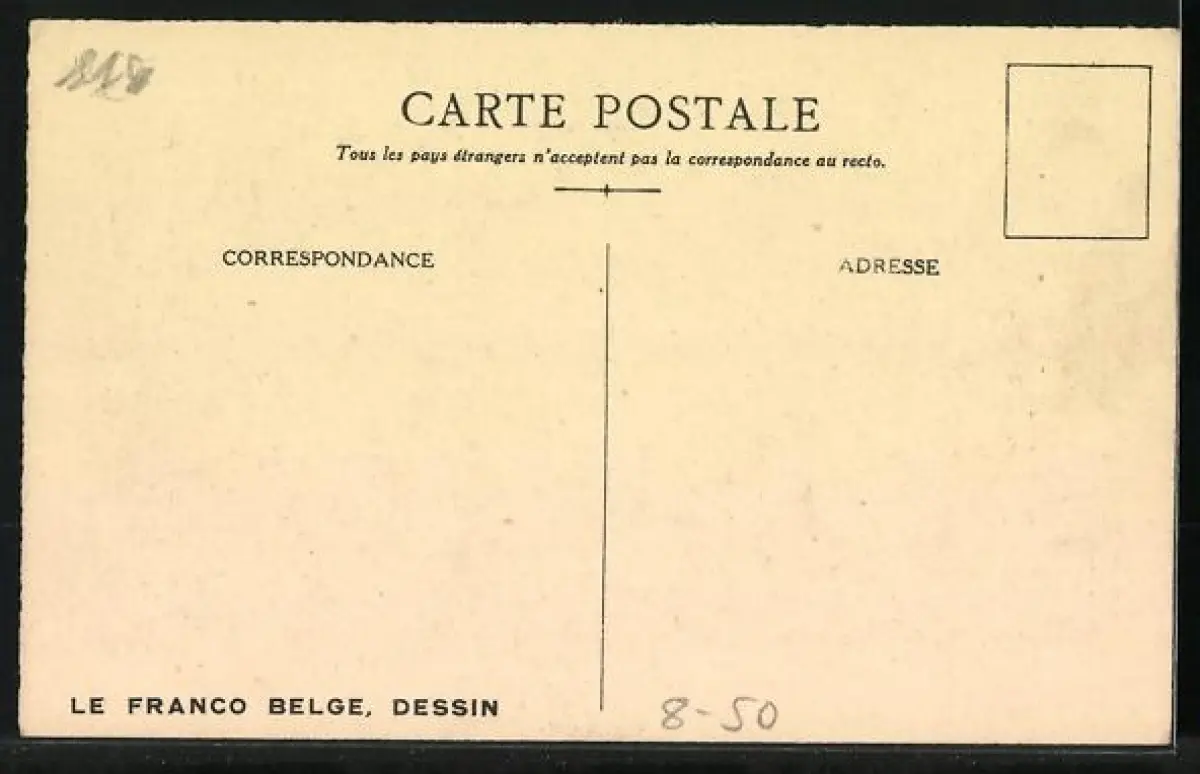 CARTE POSTALE
Tous les pays étrangers n'acceptent pas la correspondance au recto.
CORRESPONDANCE
ADRESSE
LE FRANCO BELGE, DESSIN
8-50